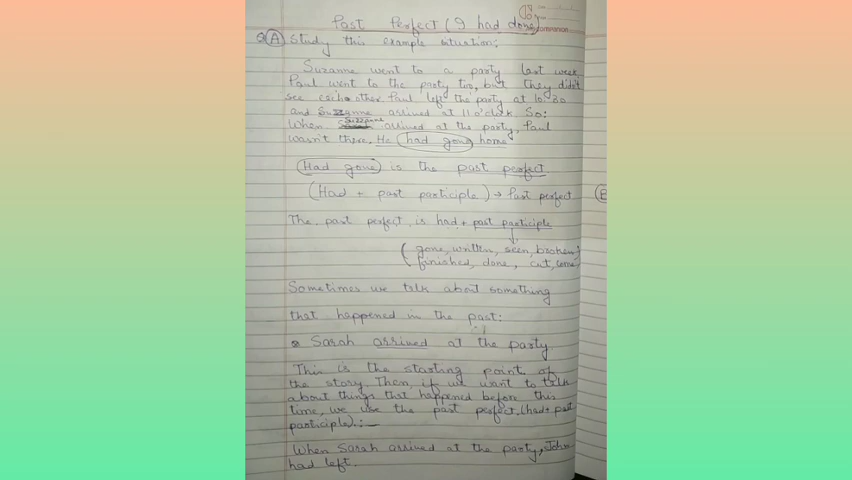 Past Perfect (I had done)
(A) Study this example situation:
Suzanne went to a party last week
Paul went to the party too, but they didn't
see each other Paul left the party at 10:30
and Suzanne arrived at 11 o'clock So:
When Suzzanne arrived at the party, Paul
wasn't there. He had gone home
Had gone is the past perfect
(Had + past participle) → Past perfect
The past perfect is had + past participle
(gone, written, seen, broken,
finished, done, cut, come)
Sometimes we talk about something
that happened in the past:
Sarah arrived at the party
This is the starting point of
the story. Then, if we want to talk
about things that happened before this
time, we use the past perfect, (had + past
participle) :—
When Sarah arrived at the party, John
had left.